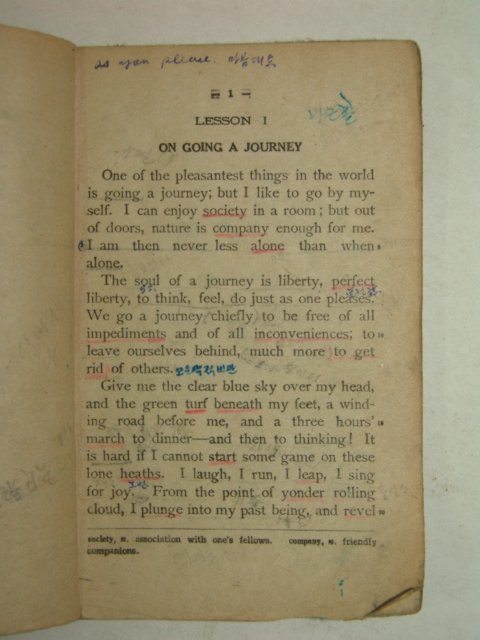 as you please. 마음대로
1
LESSON I
ON GOING A JOURNEY
One of the pleasantest things in the world
is going a journey; but I like to go by my-
self. I can enjoy society in a room; but out
of doors, nature is company enough for me.
I am then never less alone than when
alone.
The soul of a journey is liberty, perfect
liberty, to think, feel, do just as one pleases.
We go a journey chiefly to be free of all
impediments and of all inconveniences; to
leave ourselves behind, much more to get
rid of others.
Give me the clear blue sky over my head,
and the green turf beneath my feet, a wind-
ing road before me, and a three hours'
march to dinner—and then to thinking! It
is hard if I cannot start some game on these
lone heaths. I laugh, I run, I leap, I sing
for joy. From the point of yonder rolling
cloud, I plunge into my past being, and revel
society, n. association with one's fellows. company, n. friendly
companions.